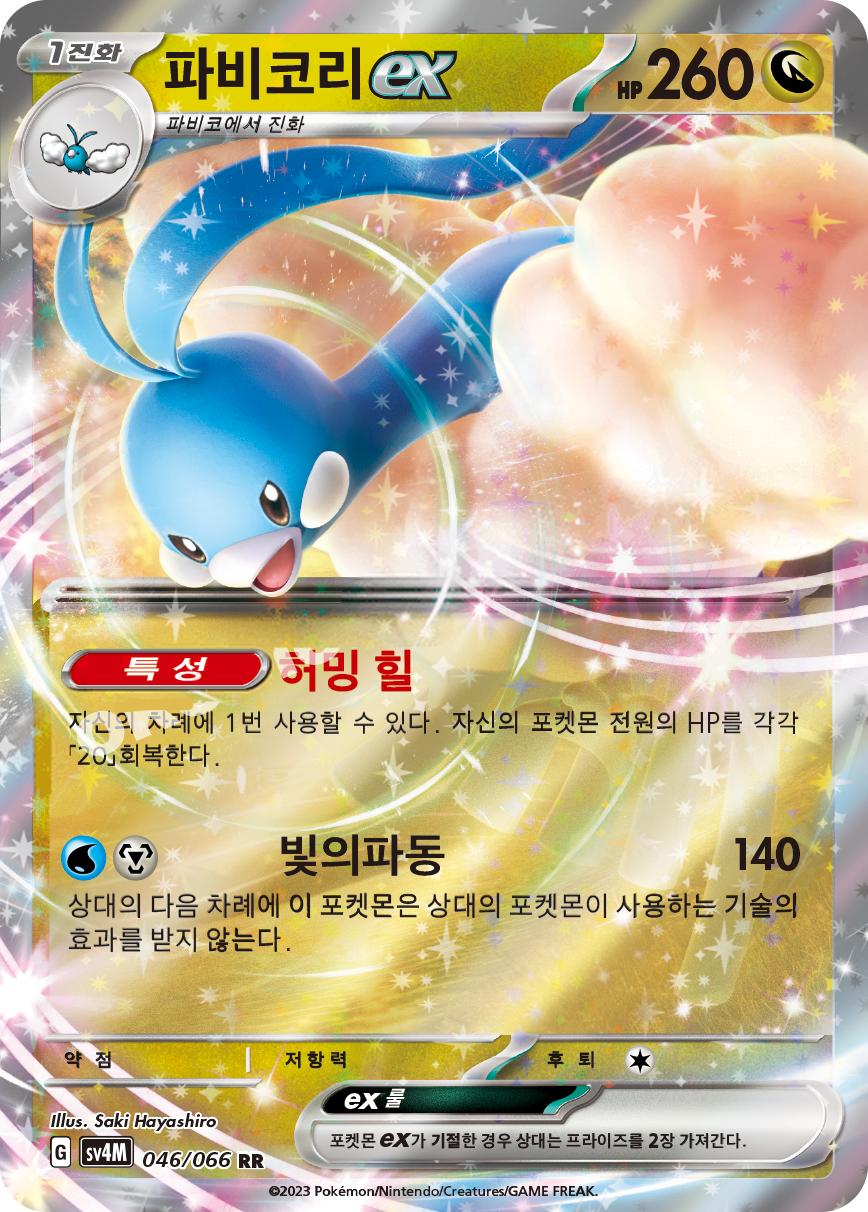 1진화 파비코리 ex HP 260
파비코에서 진화
특성 허밍 힐
자신의 차례에 1번 사용할 수 있다. 자신의 포켓몬 전원의 HP를 각각
「20」회복한다.
빛의파동 140
상대의 다음 차례에 이 포켓몬은 상대의 포켓몬이 사용하는 기술의
효과를 받지 않는다.
약점 저항력 후퇴
ex 룰
포켓몬 ex가 기절한 경우 상대는 프라이즈를 2장 가져간다.
Illus. Saki Hayashiro
G sv4M 046/066 RR
©2023 Pokémon/Nintendo/Creatures/GAME FREAK.